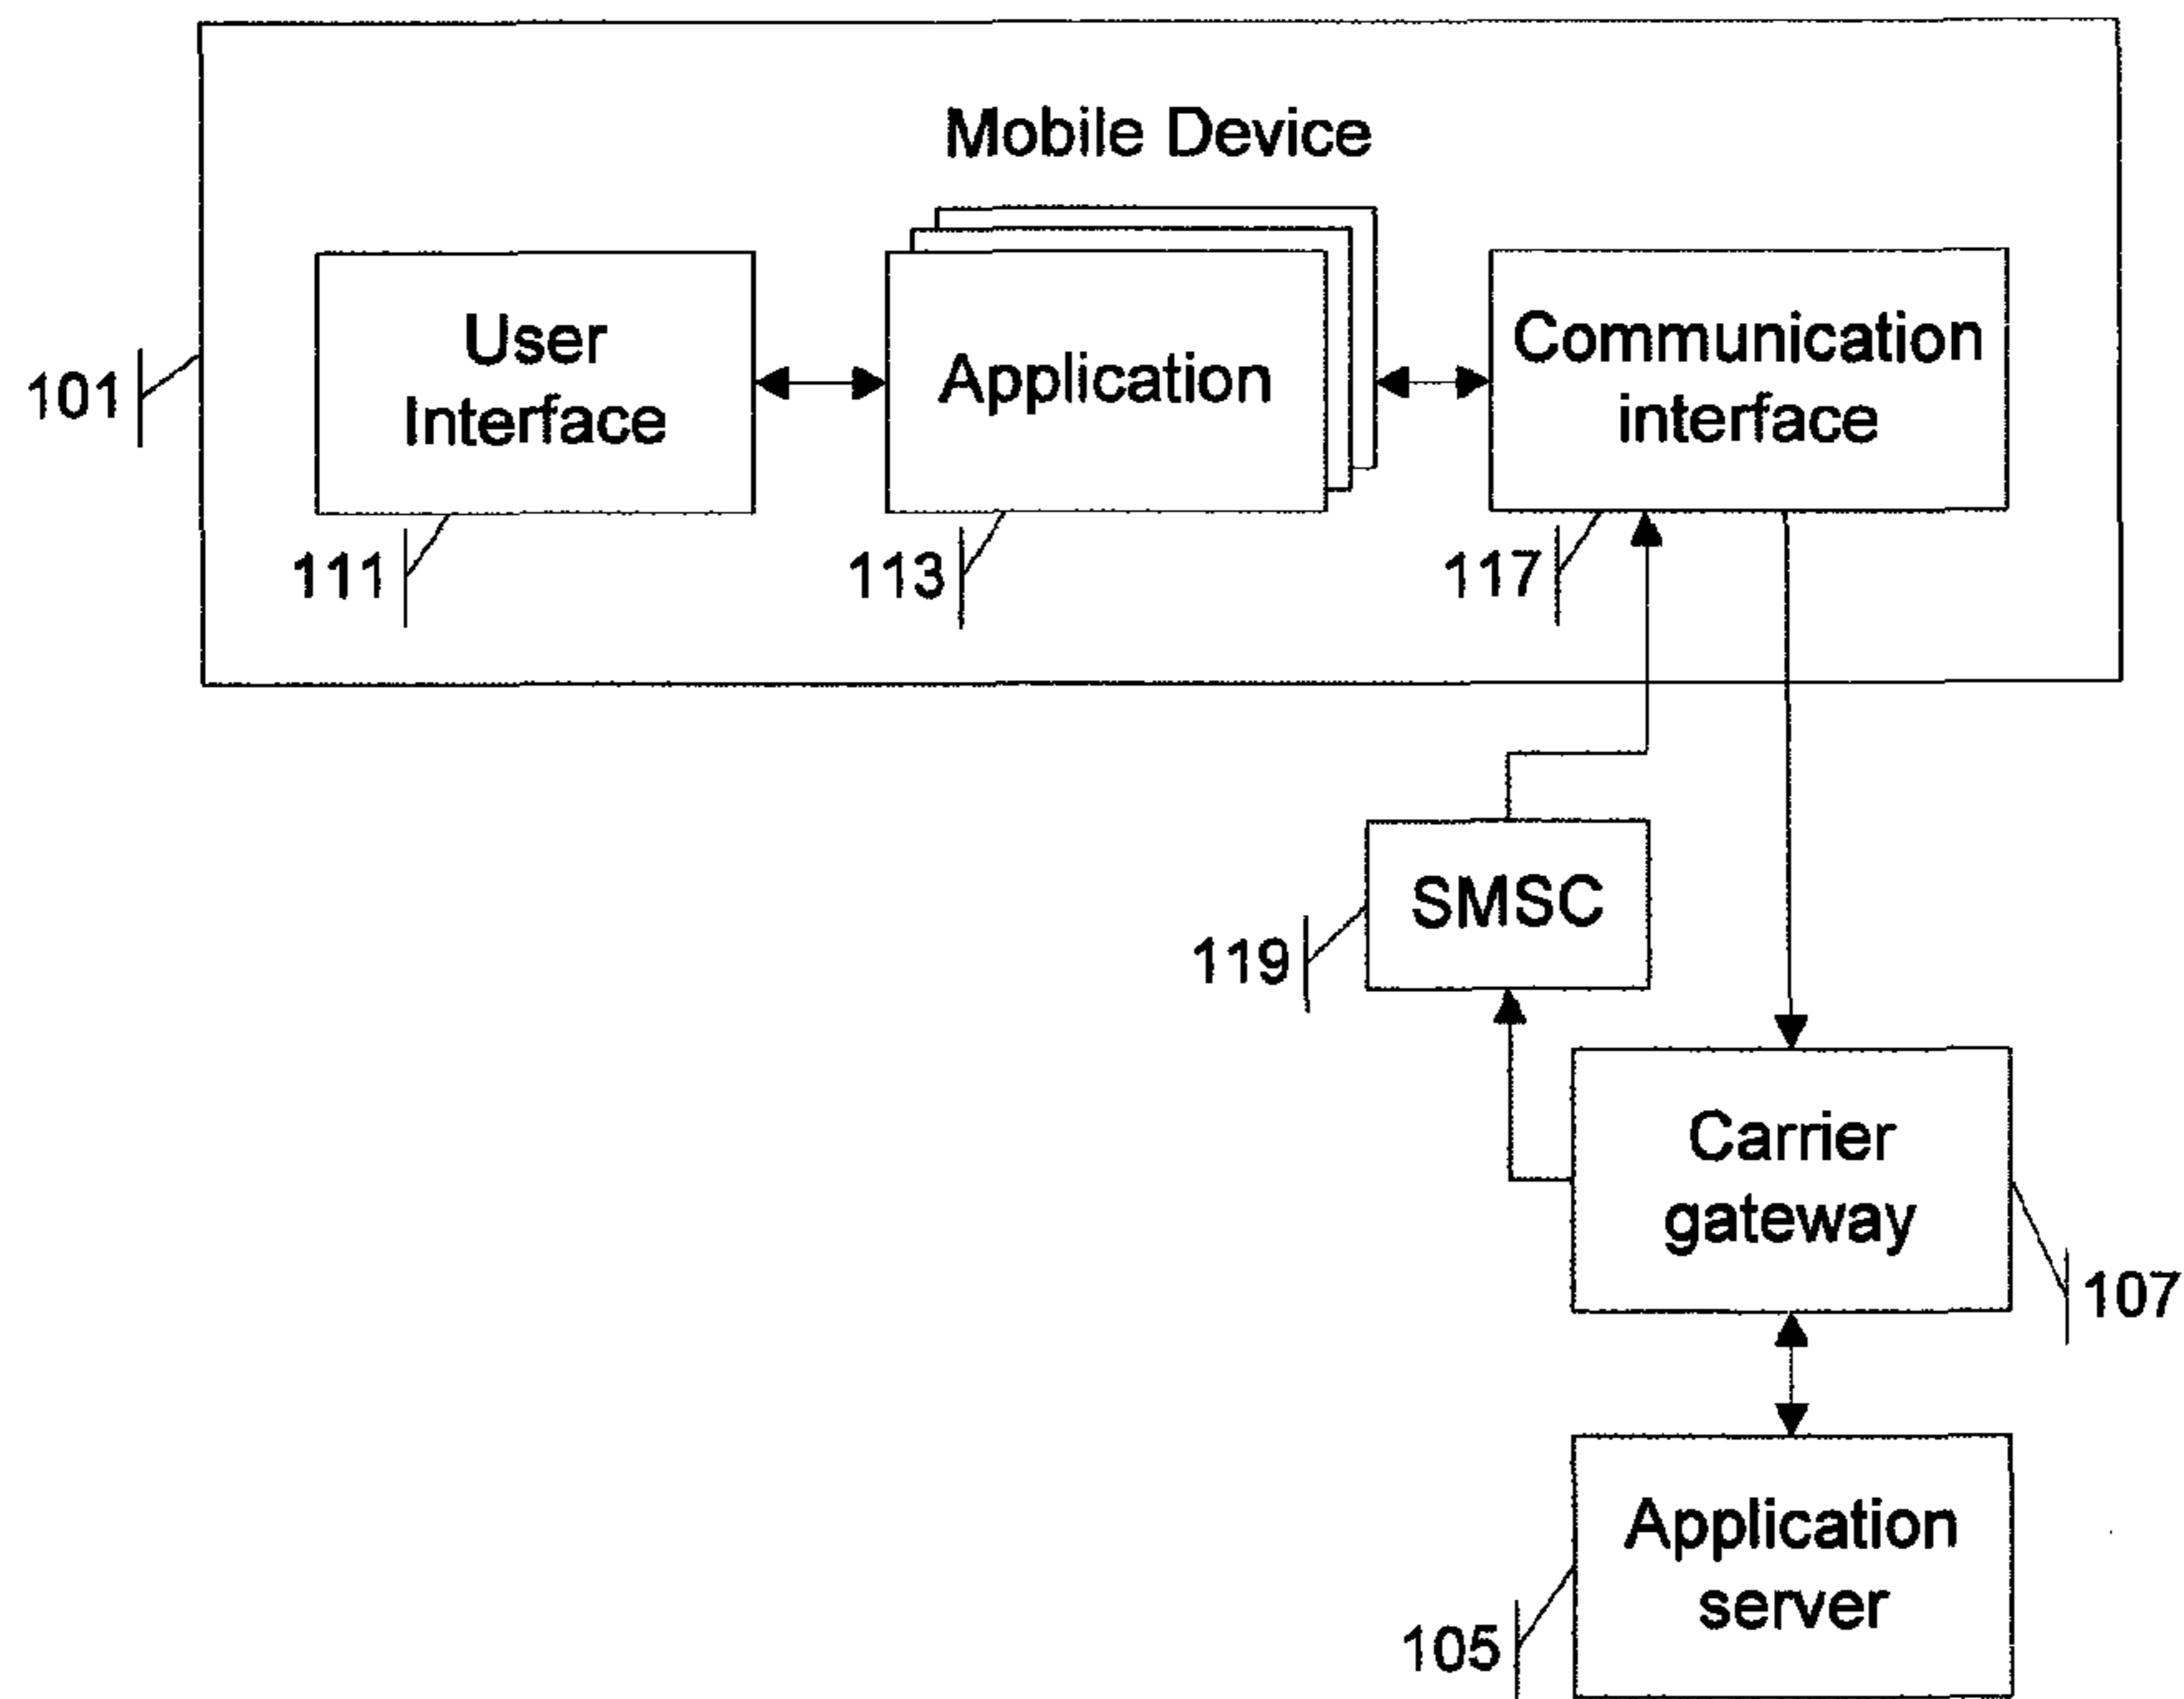 Mobile Device
User
Interface
Application
Communication
interface
101
111
113
117
SMSC
119
Carrier
gateway
107
Application
server
105